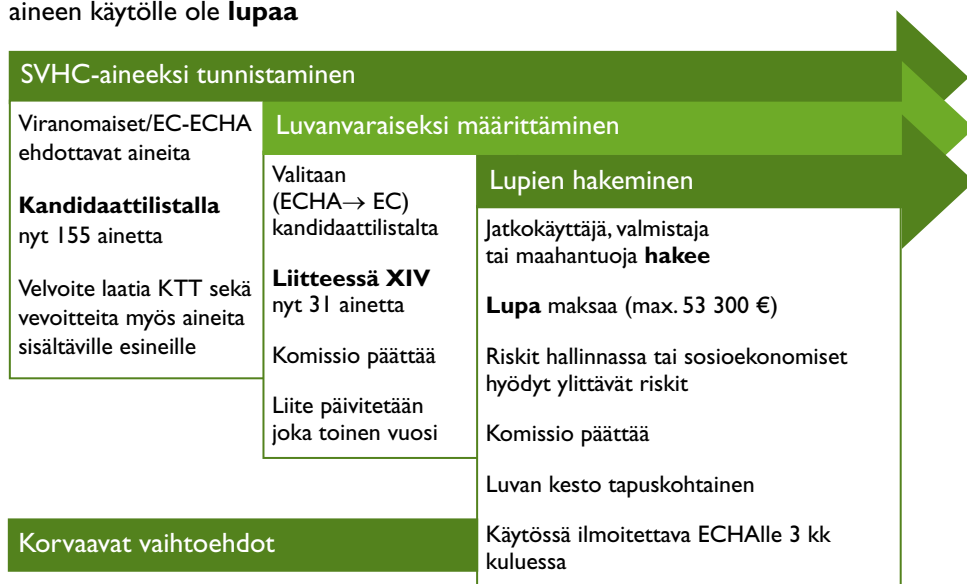 aineen käytölle ole lupaa
SVHC-aineeksi tunnistaminen
Viranomaiset/EC-ECHA
ehdottavat aineita
Kandidaattilistalla
nyt 155 ainetta
Velvoite laatia KTT sekä
vevoitteita myös aineita
sisältäville esineille
Luvanvaraiseksi määrittäminen
Valitaan
(ECHA→ EC)
kandidaattilistalta
Liitteessä XIV
nyt 31 ainetta
Komissio päättää
Liite päivitetään
joka toinen vuosi
Lupien hakeminen
Jatkokäyttäjä, valmistaja
tai maahantuoja hakee
Lupa maksaa (max. 53 300 €)
Riskit hallinnassa tai sosioekonomiset
hyödyt ylittävät riskit
Komissio päättää
Luvan kesto tapuskohtainen
Käytössä ilmoitettava ECHAlle 3 kk
kuluessa
Korvaavat vaihtoehdot